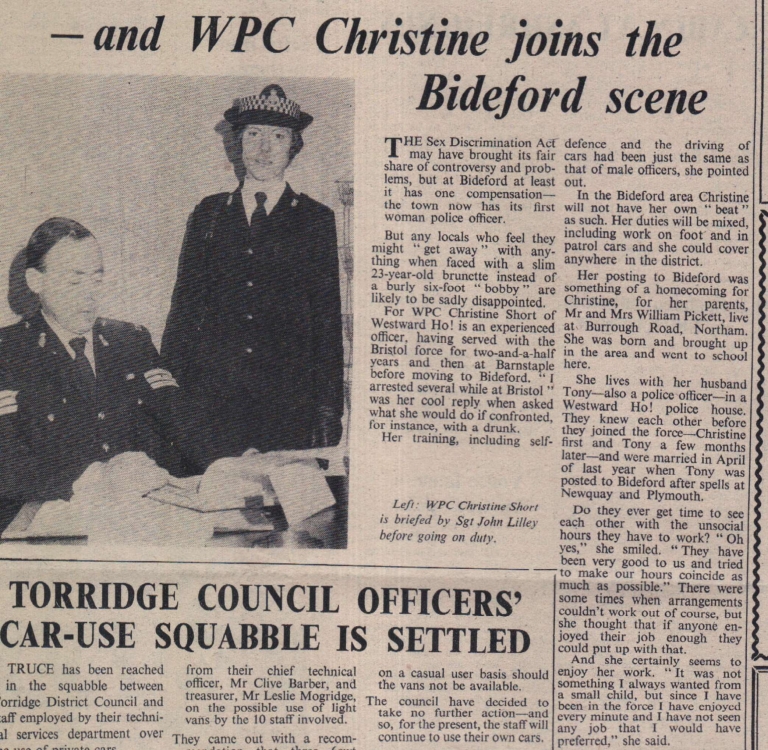 — and WPC Christine joins the
Bideford scene
THE Sex Discrimination Act
may have brought its fair
share of controversy and prob-
lems, but at Bideford at least
it has one compensation—
the town now has its first
woman police officer.
But any locals who feel they
might " get away " with any-
thing when faced with a slim
23-year-old brunette instead of
a burly six-foot " bobby " are
likely to be sadly disappointed.
For WPC Christine Short of
Westward Ho! is an experienced
officer, having served with the
Bristol force for two-and-a-half
years and then at Barnstaple
before moving to Bideford. " I
arrested several while at Bristol "
was her cool reply when asked
what she would do if confronted,
for instance, with a drunk.
Her training, including self-
defence and the driving of
cars had been just the same as
that of male officers, she pointed
out.
In the Bideford area Christine
will not have her own " beat "
as such. Her duties will be mixed,
including work on foot and in
patrol cars and she could cover
anywhere in the district.
Her posting to Bideford was
something of a homecoming for
Christine, for her parents,
Mr and Mrs William Pickett, live
at Burrough Road, Northam.
She was born and brought up
in the area and went to school
here.
She lives with her husband
Tony—also a police officer—in a
Westward Ho! police house.
They knew each other before
they joined the force—Christine
first and Tony a few months
later—and were married in April
of last year when Tony was
posted to Bideford after spells at
Newquay and Plymouth.
Do they ever get time to see
each other with the unsocial
hours they have to work? " Oh
yes," she smiled. " They have
been very good to us and tried
to make our hours coincide as
much as possible." There were
some times when arrangements
couldn't work out of course, but
she thought that if anyone en-
joyed their job enough they
could put up with that.
And she certainly seems to
enjoy her work. " It was not
something I always wanted from
a small child, but since I have
been in the force I have enjoyed
every minute and I have not seen
any job that I would have
preferred," she said.
Left: WPC Christine Short
is briefed by Sgt John Lilley
before going on duty.
TORRIDGE COUNCIL OFFICERS'
CAR-USE SQUABBLE IS SETTLED
TRUCE has been reached
in the squabble between
orridge District Council and
aff employed by their techni-
al services department over
use of private cars.
from their chief technical
officer, Mr Clive Barber, and
treasurer, Mr Leslie Mogridge,
on the possible use of light
vans by the 10 staff involved.
They came out with a recom-
on a casual user basis should
the vans not be available.
The council have decided to
take no further action—and
so, for the present, the staff will
continue to use their own cars.